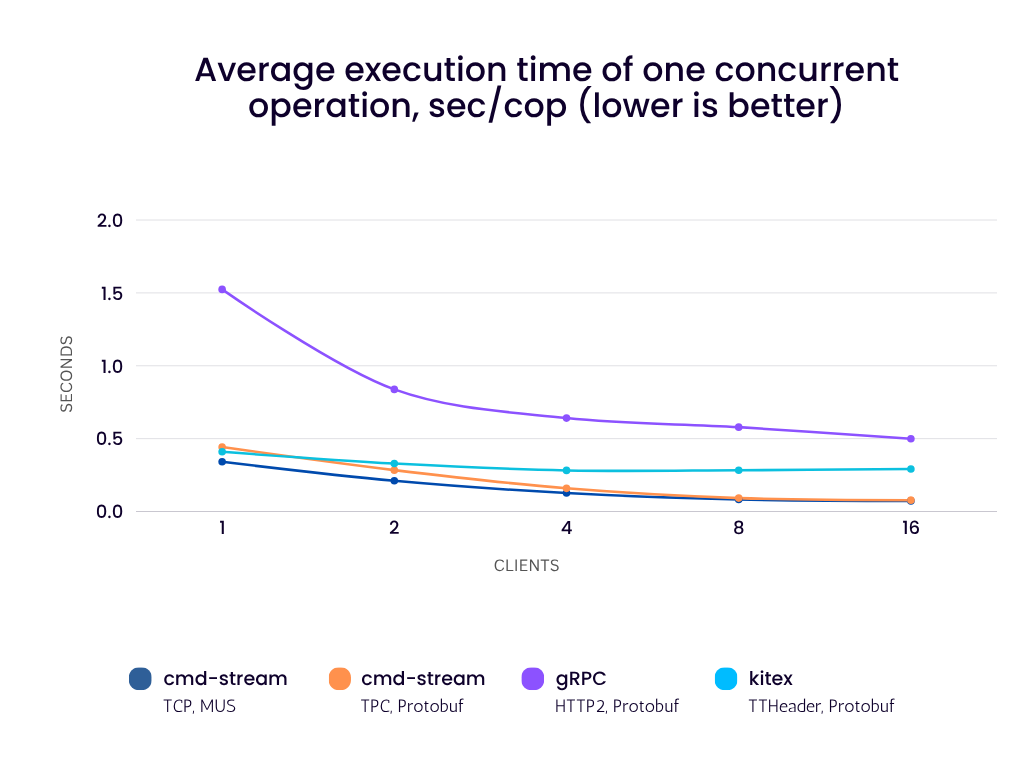 Average execution time of one concurrent
operation, sec/cop (lower is better)
2.0
1.5
1.0
0.5
0.0
SECONDS
1 2 4 8 16
CLIENTS
cmd-stream cmd-stream gRPC kitex
TCP, MUS TPC, Protobuf HTTP2, Protobuf TTHeader, Protobuf